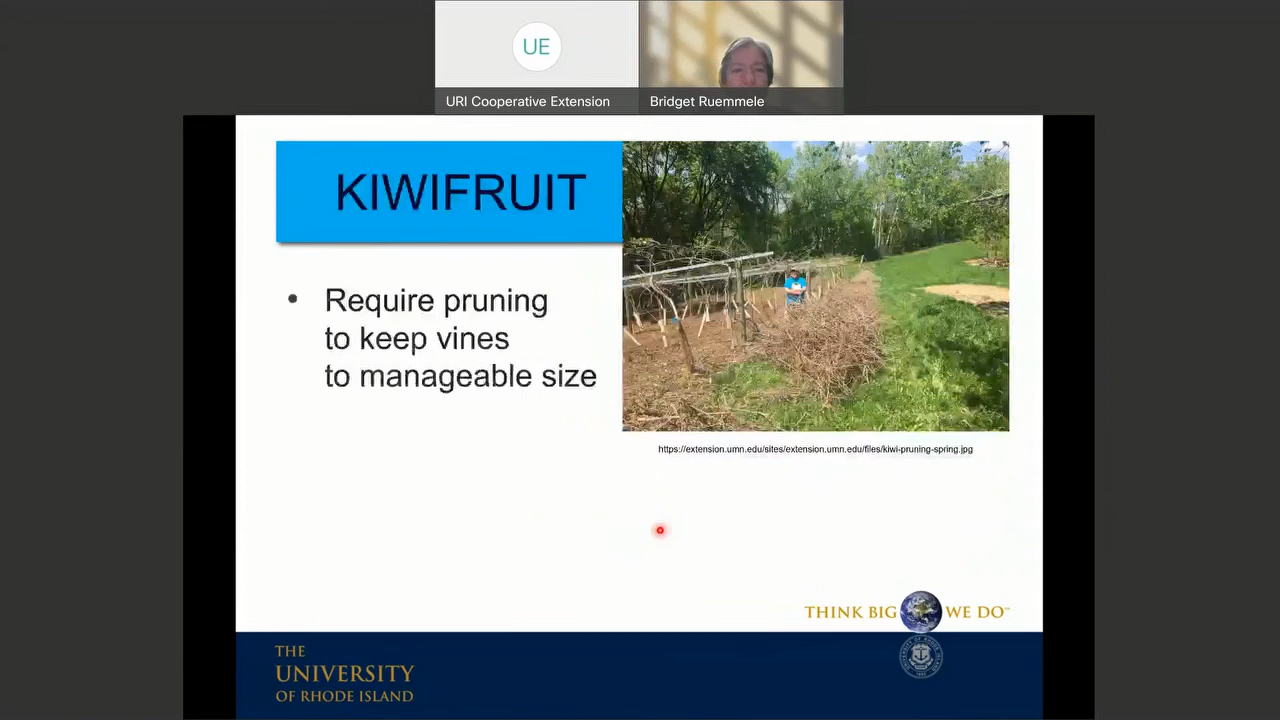 UE
URI Cooperative Extension
Bridget Ruemmele
KIWIFRUIT
• Require pruning
to keep vines
to manageable size
https://extension.umn.edu/sites/extension.umn.edu/files/kiwi-pruning-spring.jpg
THINK BIG WE DO™
THE
UNIVERSITY
OF RHODE ISLAND